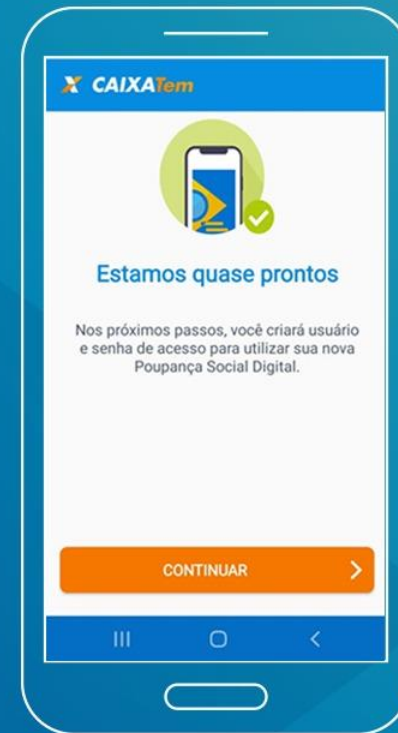 CAIXATem
Estamos quase prontos
Nos próximos passos, você criará usuário
e senha de acesso para utilizar sua nova
Poupança Social Digital.
CONTINUAR